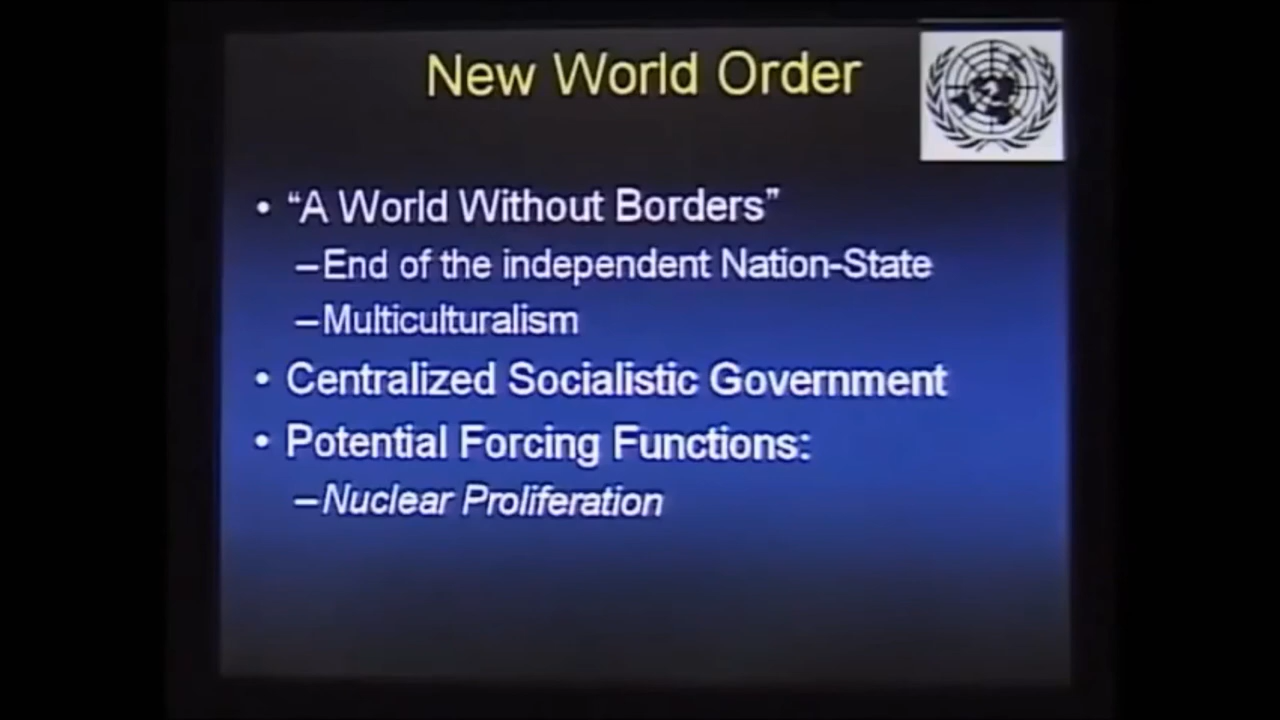 New World Order
• “A World Without Borders”
–End of the independent Nation-State
–Multiculturalism
• Centralized Socialistic Government
• Potential Forcing Functions:
–Nuclear Proliferation